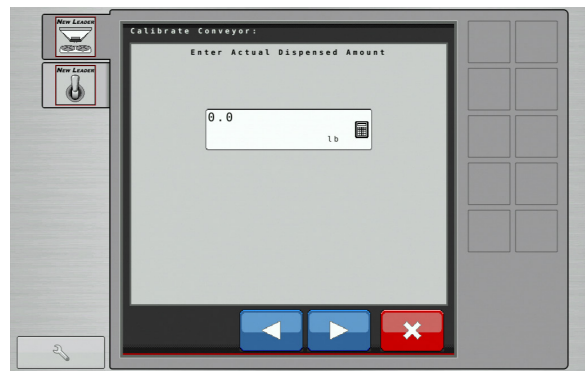 NEW LEADER
Calibrate Conveyor:
Enter Actual Dispensed Amount
NEW LEADER
0.0
lb